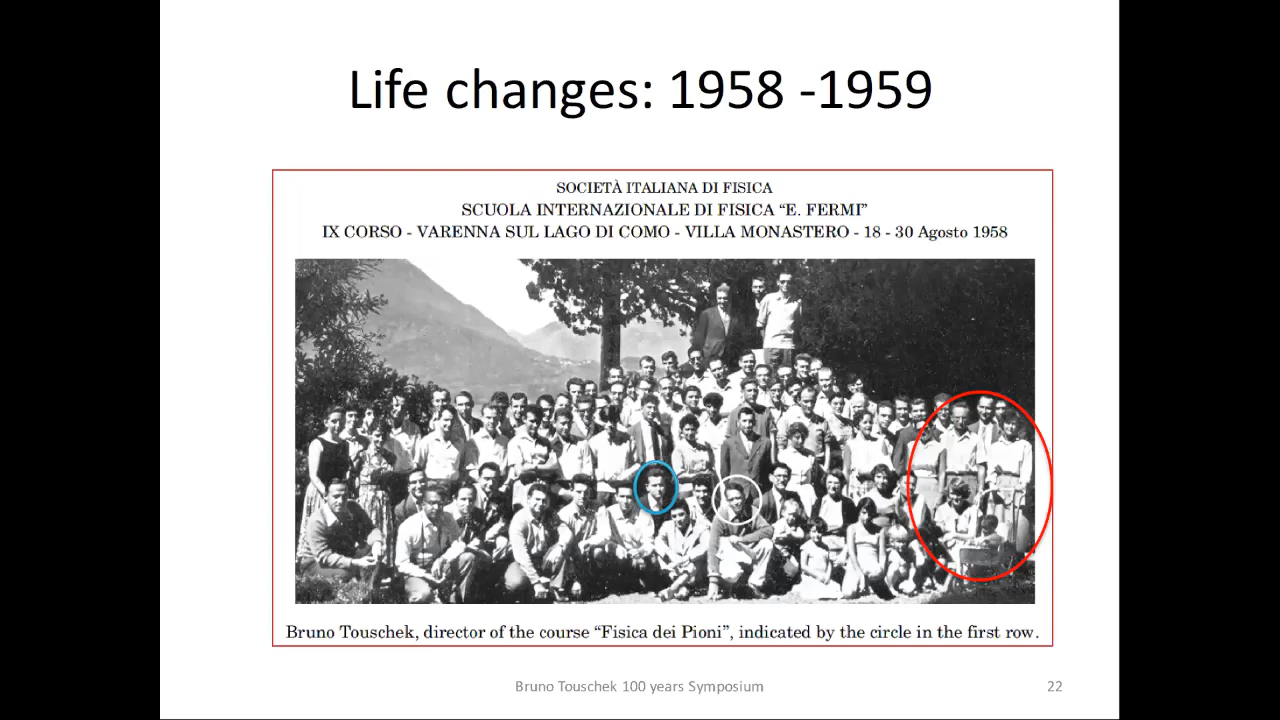 Life changes: 1958 -1959
SOCIETÀ ITALIANA DI FISICA
SCUOLA INTERNAZIONALE DI FISICA “E. FERMI”
IX CORSO - VARENNA SUL LAGO DI COMO - VILLA MONASTERO - 18 - 30 Agosto 1958
Bruno Touschek, director of the course “Fisica dei Pioni”, indicated by the circle in the first row.
Bruno Touschek 100 years Symposium
22